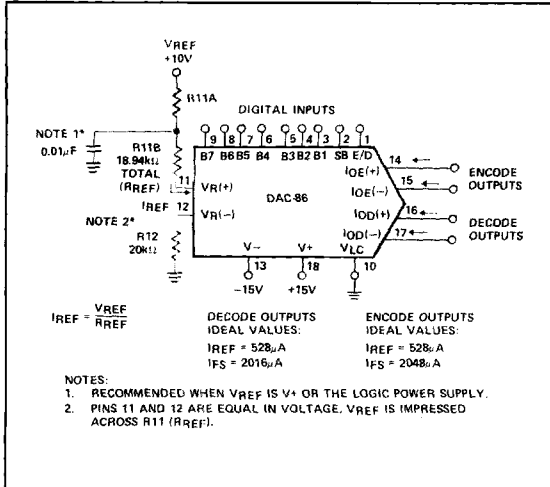 VREF
+10V
R11A
DIGITAL INPUTS
NOTE 1*
0.01μF
R11B
18.94kΩ
TOTAL
(RREF)
9 8 7 6 5 4 3 2 1
B7 B6 B5 B4 B3 B2 B1 SB E/D
11
VR(+)
IREF 12
VR(−)
DAC-86
IOE(+)
14
IOE(−)
15
ENCODE
OUTPUTS
IOD(+)
16
IOD(−)
17
DECODE
OUTPUTS
NOTE 2*
R12
20kΩ
V− V+ VLC
13 18 10
−15V +15V
IREF = VREF
RREF
DECODE OUTPUTS
IDEAL VALUES:
IREF = 528μA
IFS = 2016μA
ENCODE OUTPUTS
IDEAL VALUES:
IREF = 528μA
IFS = 2048μA
NOTES:
1. RECOMMENDED WHEN VREF IS V+ OR THE LOGIC POWER SUPPLY.
2. PINS 11 AND 12 ARE EQUAL IN VOLTAGE. VREF IS IMPRESSED
ACROSS R11 (RREF).